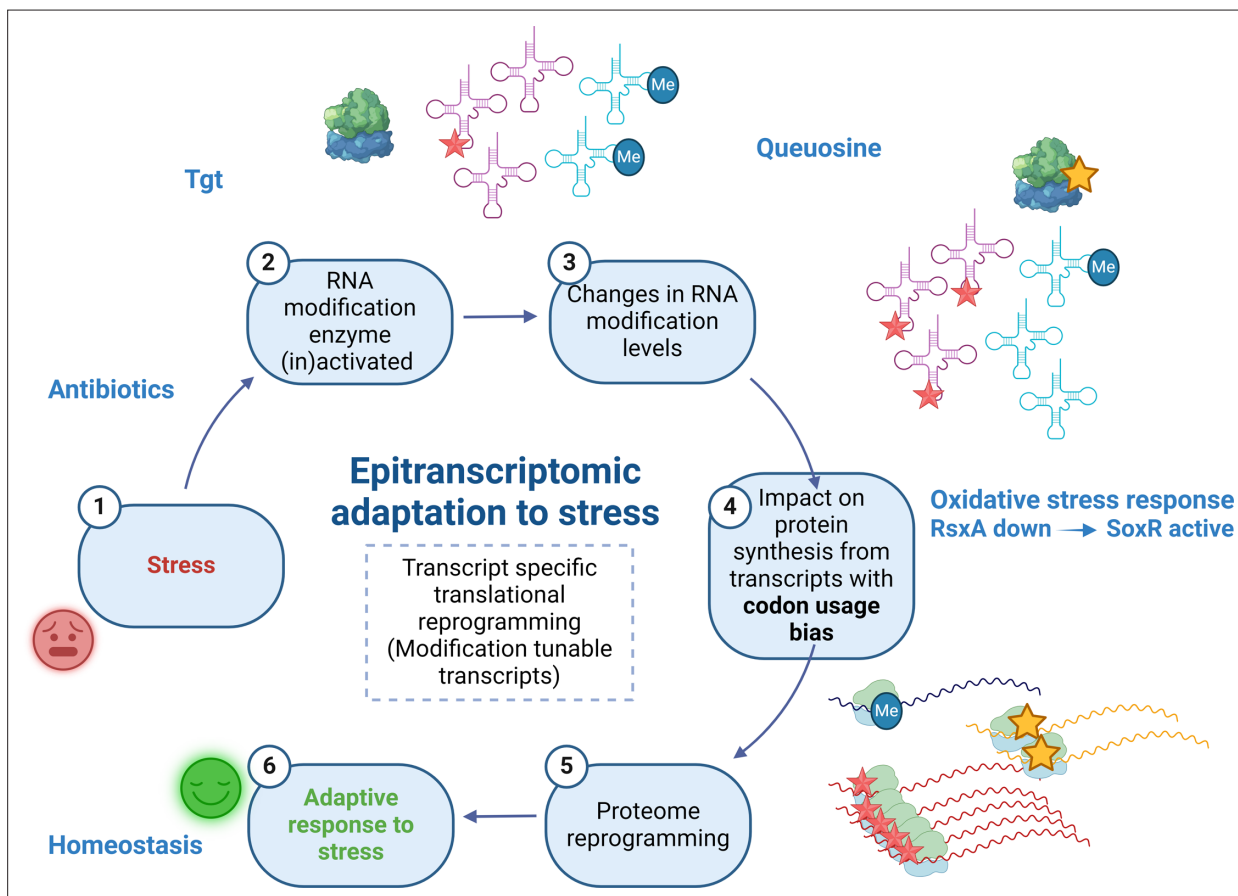 Me
Me
Tgt
Queuosine
2
RNA
modification
enzyme
(in)activated
3
Changes in RNA
modification
levels
Me
Antibiotics
1
Stress
Epitranscriptomic
adaptation to stress
Transcript specific
translational
reprogramming
(Modification tunable
transcripts)
4
Impact on
protein
synthesis from
transcripts with
codon usage
bias
Oxidative stress response
RsxA down SoxR active
Me
5
Proteome
reprogramming
6
Adaptive
response to
stress
Homeostasis